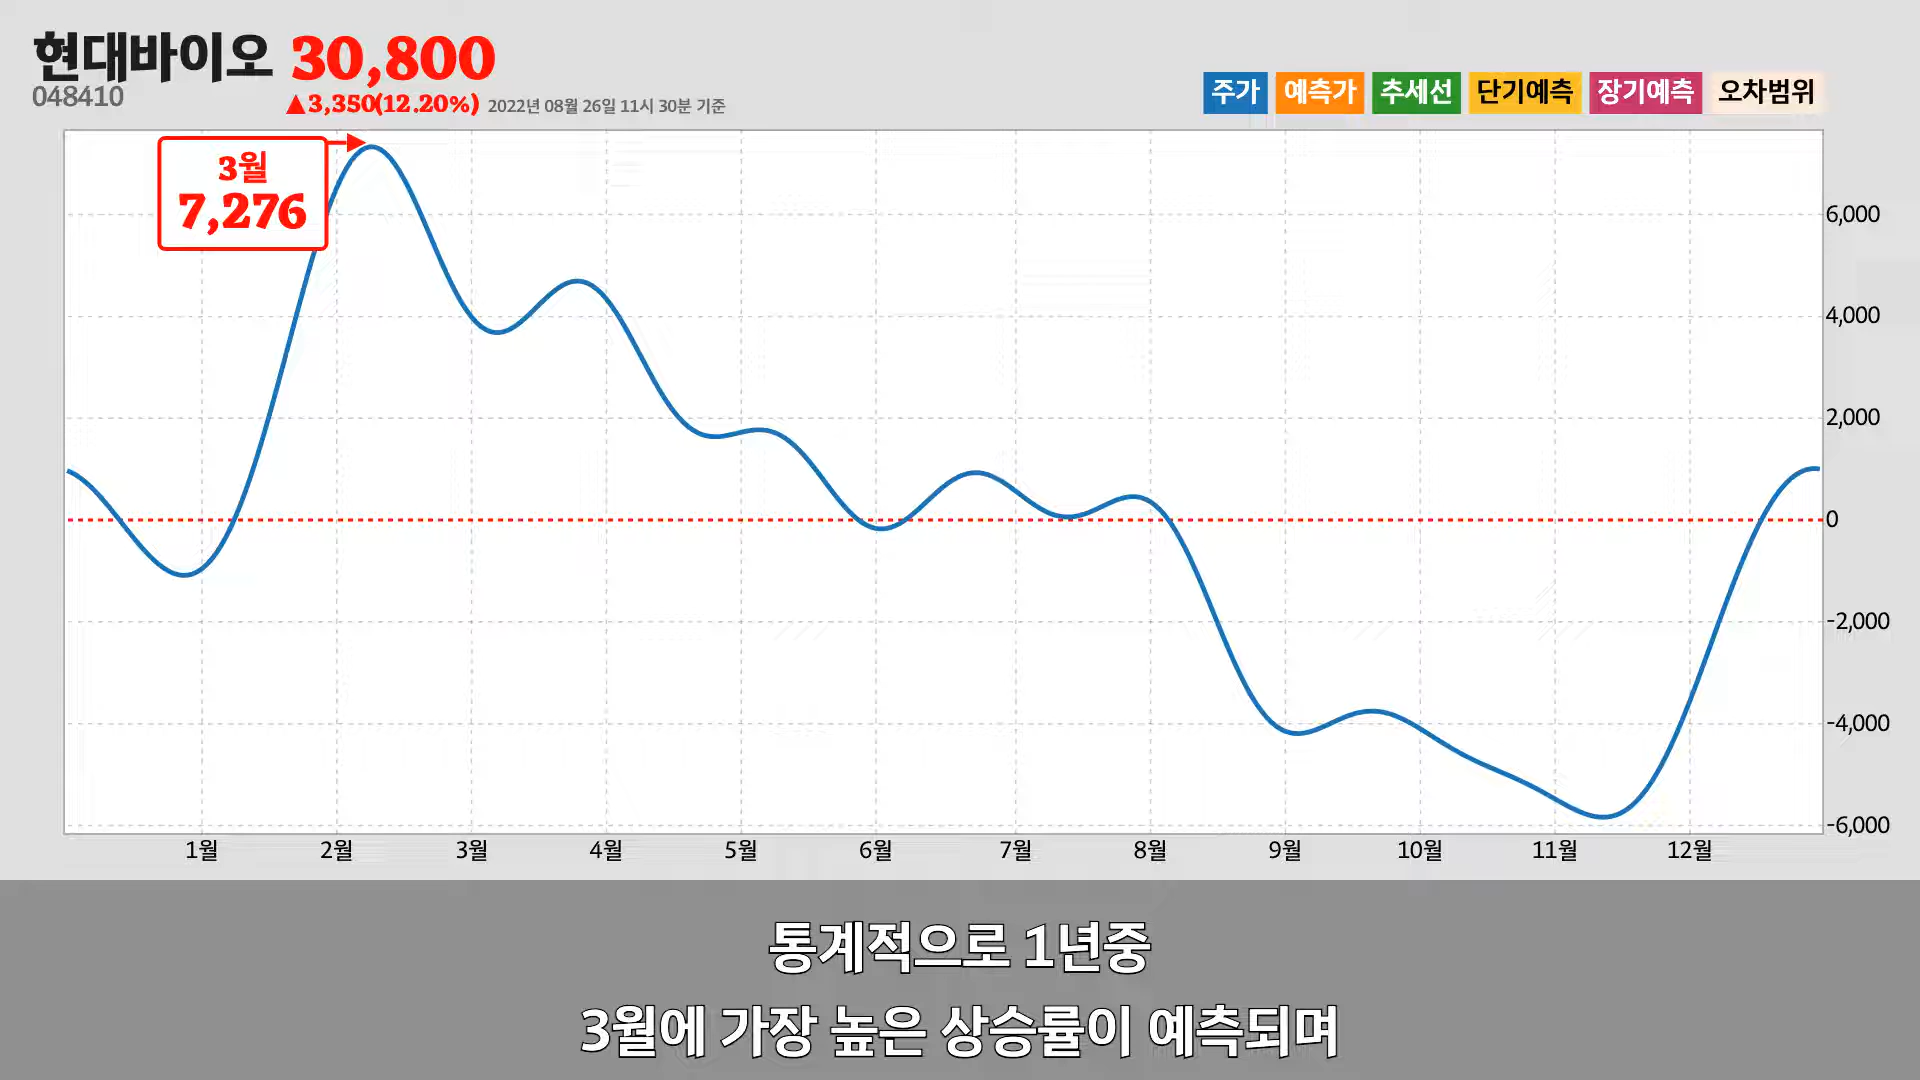 현대바이오 30,800
048410
▲3,350(12.20%) 2022년 08월 26일 11시 30분 기준
주가 예측가 추세선 단기예측 장기예측 오차범위
3월
7,276
6,000
4,000
2,000
0
-2,000
-4,000
-6,000
1월 2월 3월 4월 5월 6월 7월 8월 9월 10월 11월 12월
통계적으로 1년중
3월에 가장 높은 상승률이 예측되며